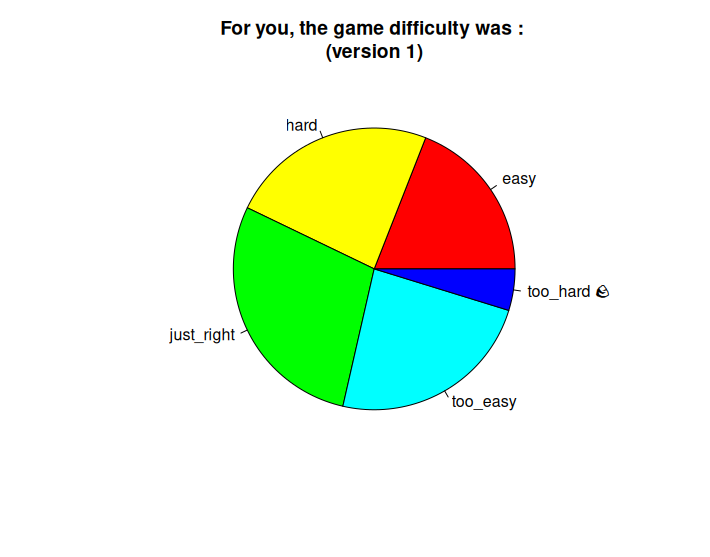 For you, the game difficulty was :
(version 1)
hard
easy
too_hard 🪨
just_right
too_easy